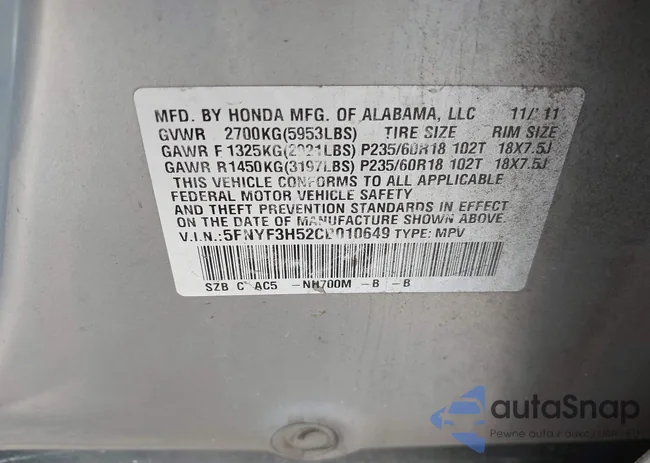 MFD. BY HONDA MFG. OF ALABAMA, LLC 11/'11
GVWR 2700KG(5953LBS) TIRE SIZE RIM SIZE
GAWR F 1325KG(2921LBS) P235/60R18 102T 18X7.5J
GAWR R 1450KG(3197LBS) P235/60R18 102T 18X7.5J
THIS VEHICLE CONFORMS TO ALL APPLICABLE
FEDERAL MOTOR VEHICLE SAFETY
AND THEFT PREVENTION STANDARDS IN EFFECT
ON THE DATE OF MANUFACTURE SHOWN ABOVE.
V.I.N.: TYPE: MPV
SZB AC5 -NH700M -B -B
autoSnap
Pewne auto z